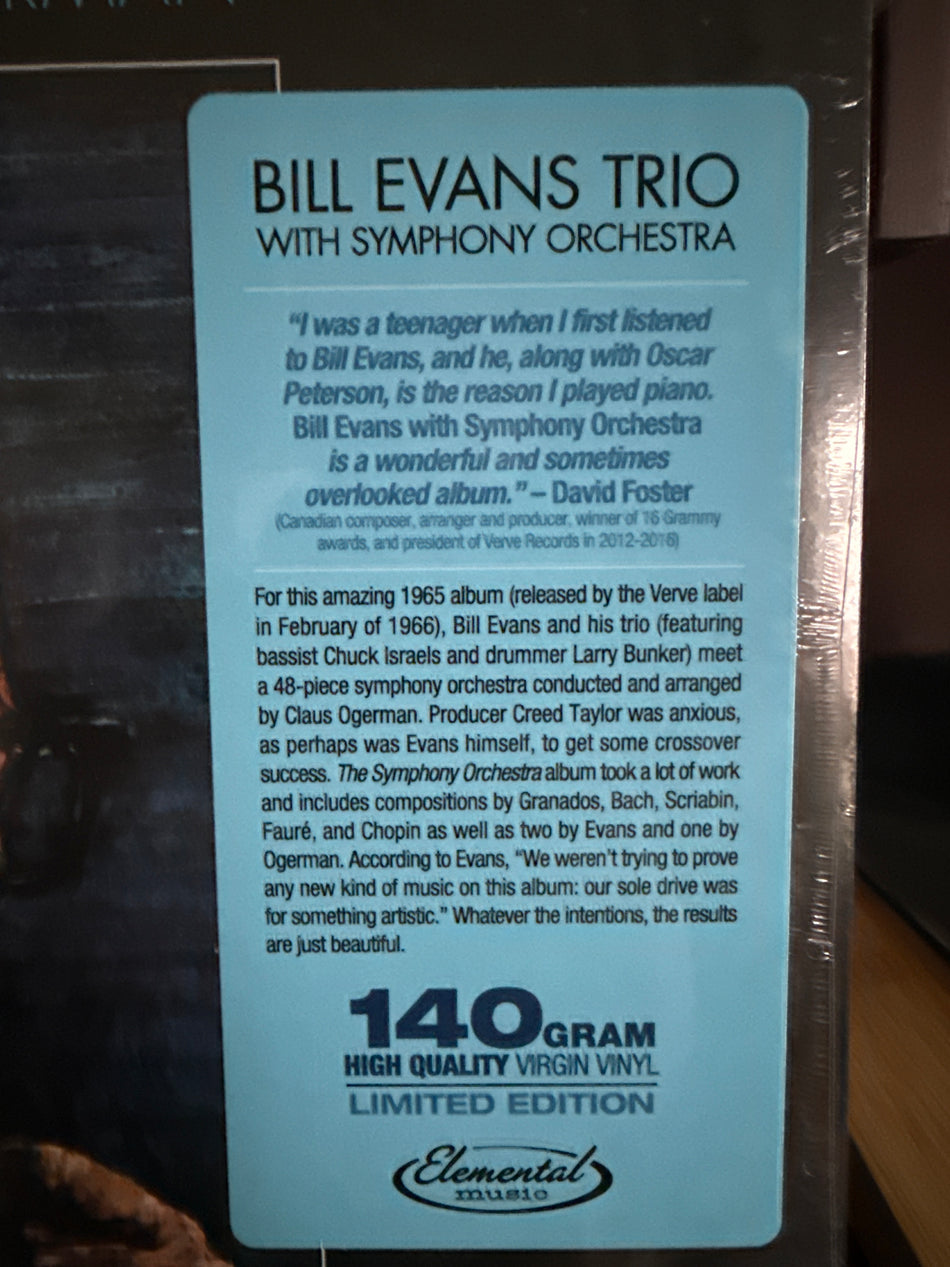 BILL EVANS TRIO
WITH SYMPHONY ORCHESTRA
“I was a teenager when I first listened
to Bill Evans, and he, along with Oscar
Peterson, is the reason I played piano.
Bill Evans with Symphony Orchestra
is a wonderful and sometimes
overlooked album.” – David Foster
(Canadian composer, arranger and producer, winner of 16 Grammy
awards, and president of Verve Records in 2012-2016)
For this amazing 1965 album (released by the Verve label
in February of 1966), Bill Evans and his trio (featuring
bassist Chuck Israels and drummer Larry Bunker) meet
a 48-piece symphony orchestra conducted and arranged
by Claus Ogerman. Producer Creed Taylor was anxious,
as perhaps was Evans himself, to get some crossover
success. The Symphony Orchestra album took a lot of work
and includes compositions by Granados, Bach, Scriabin,
Fauré, and Chopin as well as two by Evans and one by
Ogerman. According to Evans, “We weren’t trying to prove
any new kind of music on this album: our sole drive was
for something artistic.” Whatever the intentions, the results
are just beautiful.
140 GRAM
HIGH QUALITY VIRGIN VINYL
LIMITED EDITION
Elemental
music